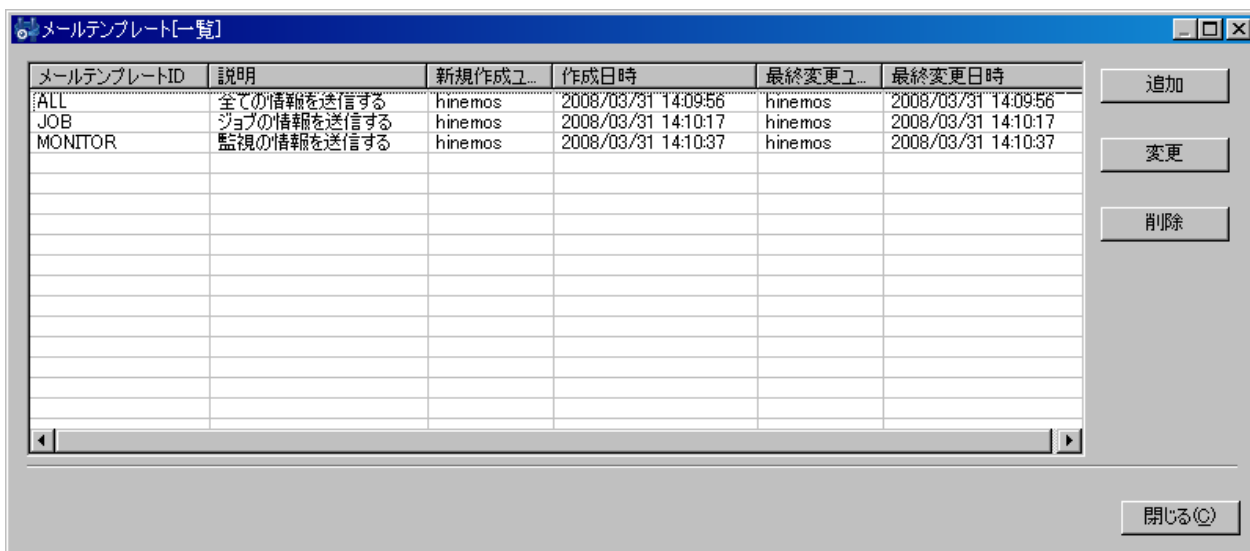 メールテンプレート[一覧]
メールテンプレートID 説明 新規作成ユ... 作成日時 最終変更ユ... 最終変更日時
ALL 全ての情報を送信する hinemos 2008/03/31 14:09:56 hinemos 2008/03/31 14:09:56
JOB ジョブの情報を送信する hinemos 2008/03/31 14:10:17 hinemos 2008/03/31 14:10:17
MONITOR 監視の情報を送信する hinemos 2008/03/31 14:10:37 hinemos 2008/03/31 14:10:37
追加
変更
削除
閉じる(C)